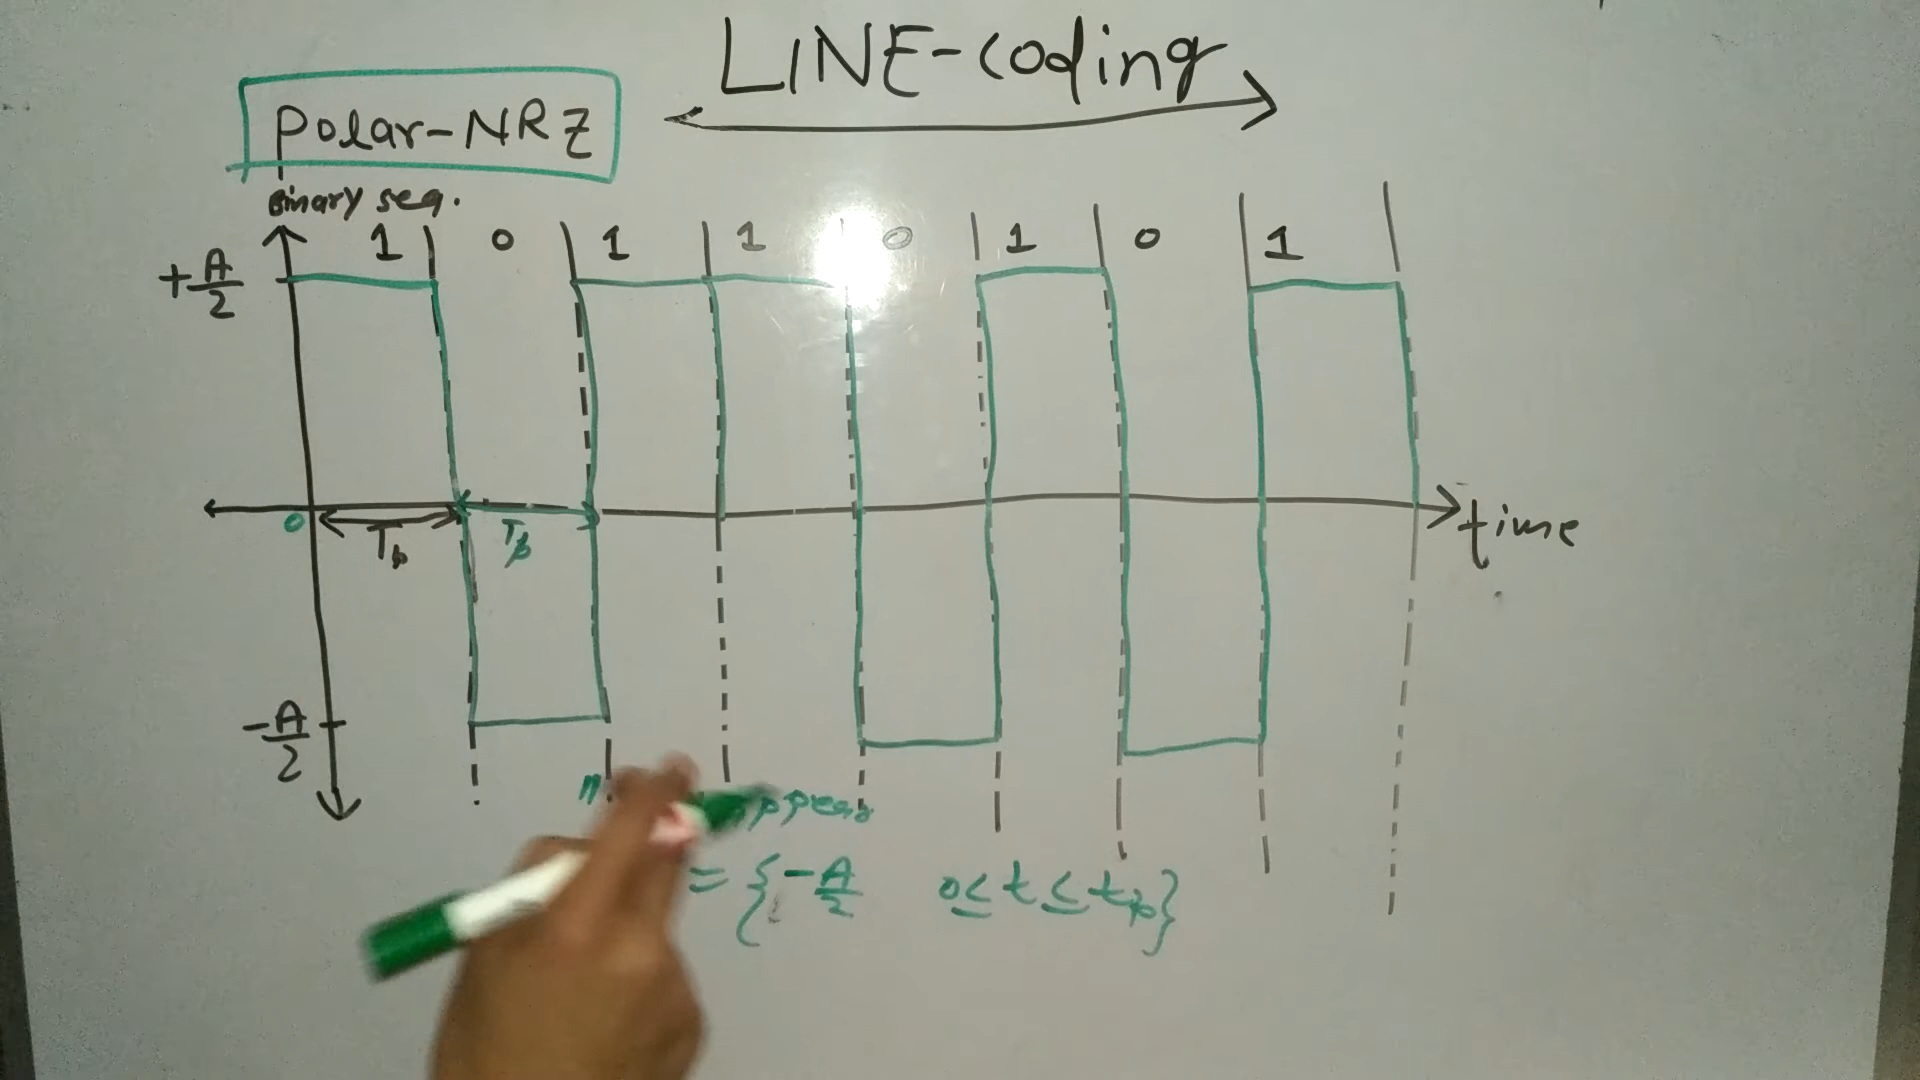 LINE-coding
Polar-NRZ
Binary seq.
1 0 1 1 0 1 0 1
+A/2
0 Tb Tb time
-A/2
= {-A/2 0≤t≤tb}